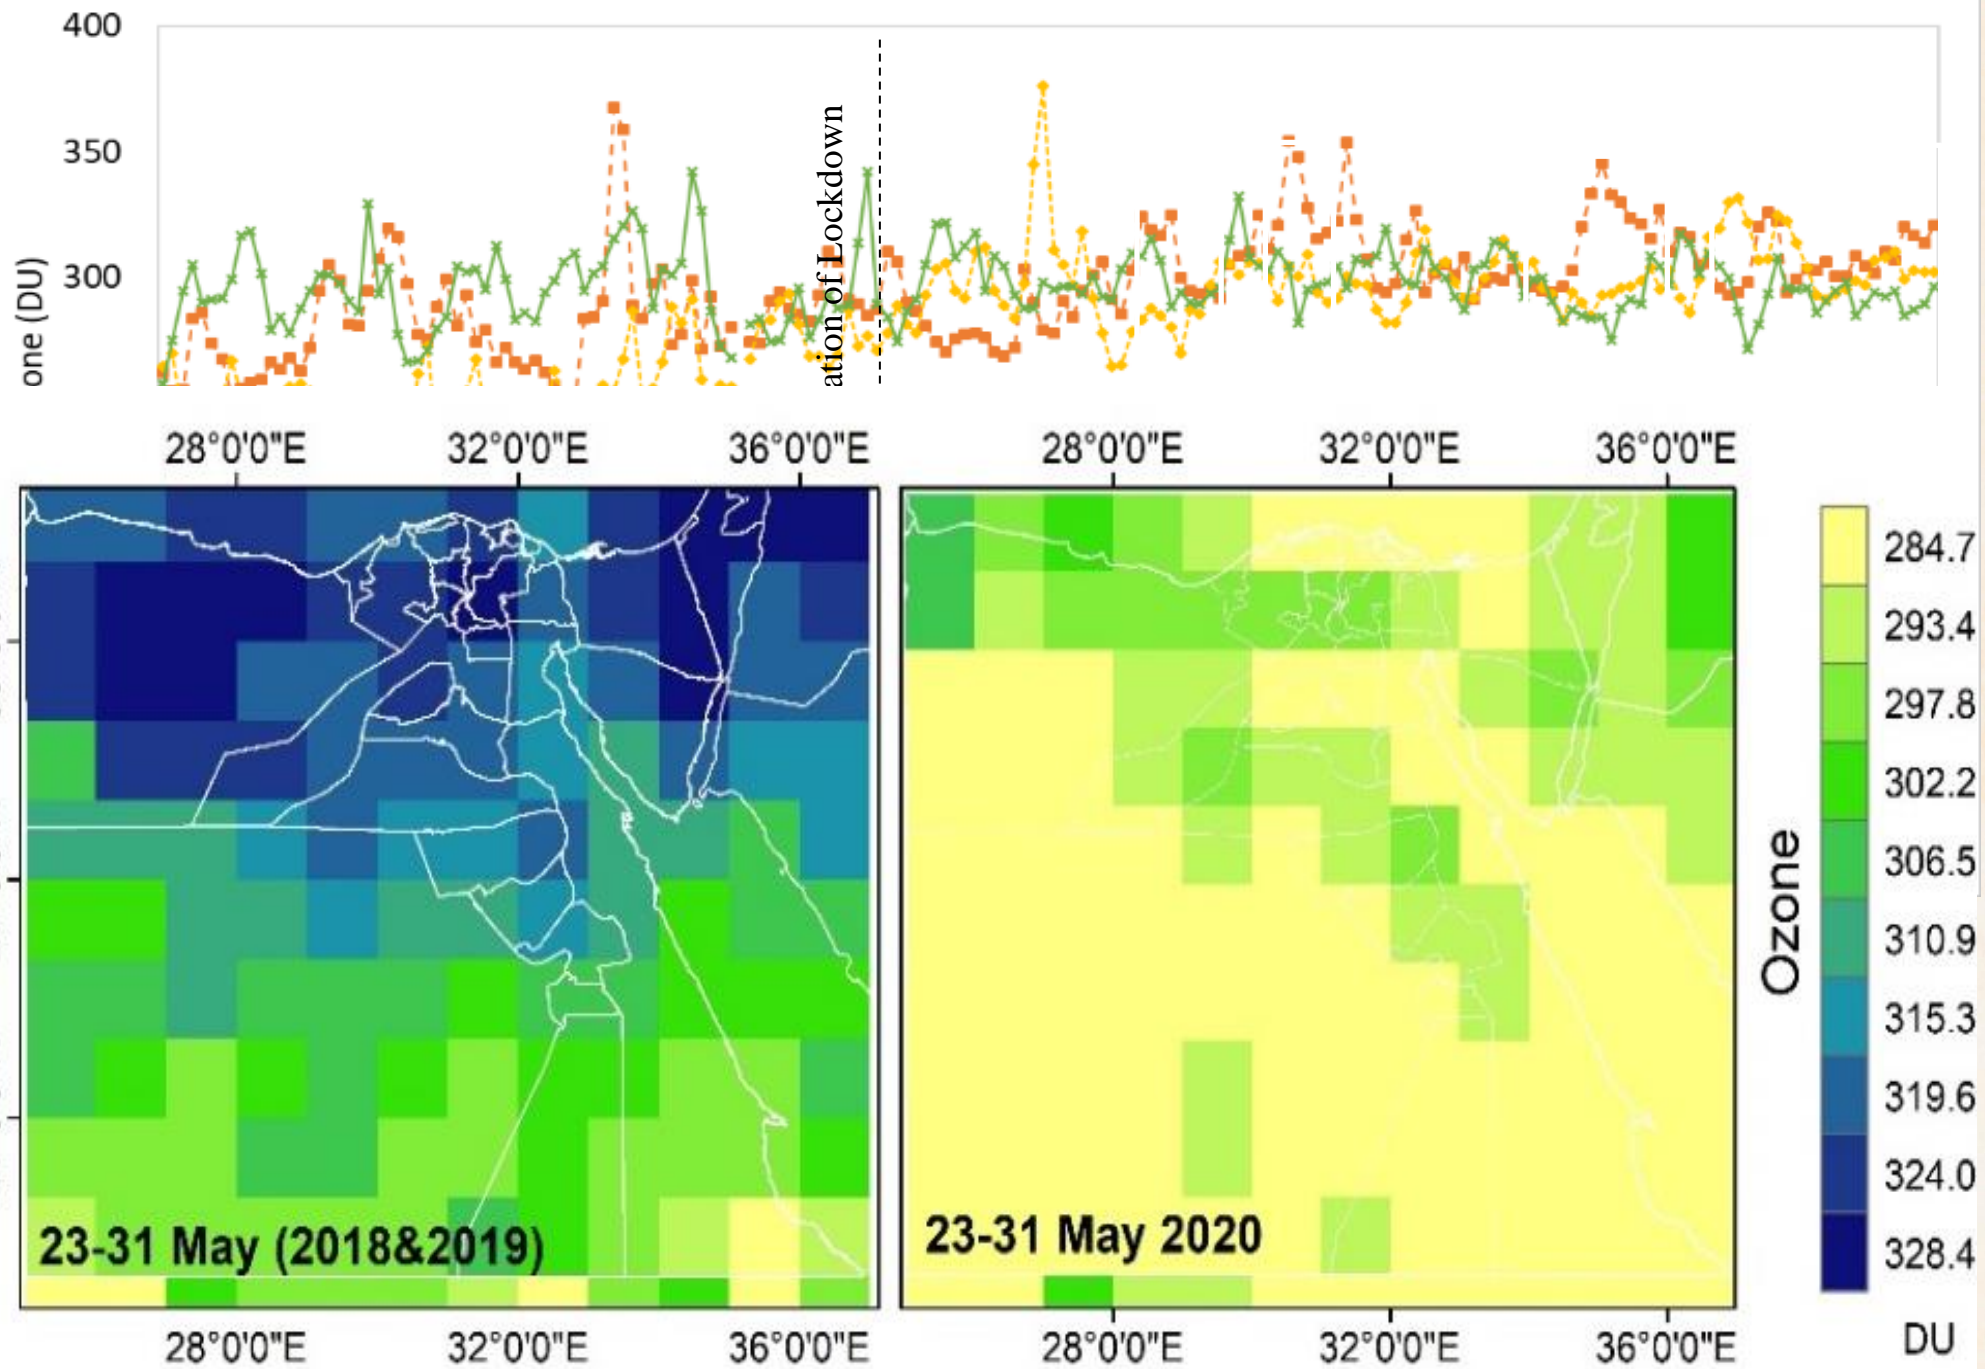 400
350
300
one (DU)
ation of Lockdown
28°0'0"E 32°0'0"E 36°0'0"E
28°0'0"E 32°0'0"E 36°0'0"E
23-31 May (2018&2019)
23-31 May 2020
28°0'0"E 32°0'0"E 36°0'0"E
28°0'0"E 32°0'0"E 36°0'0"E
Ozone
284.7
293.4
297.8
302.2
306.5
310.9
315.3
319.6
324.0
328.4
DU